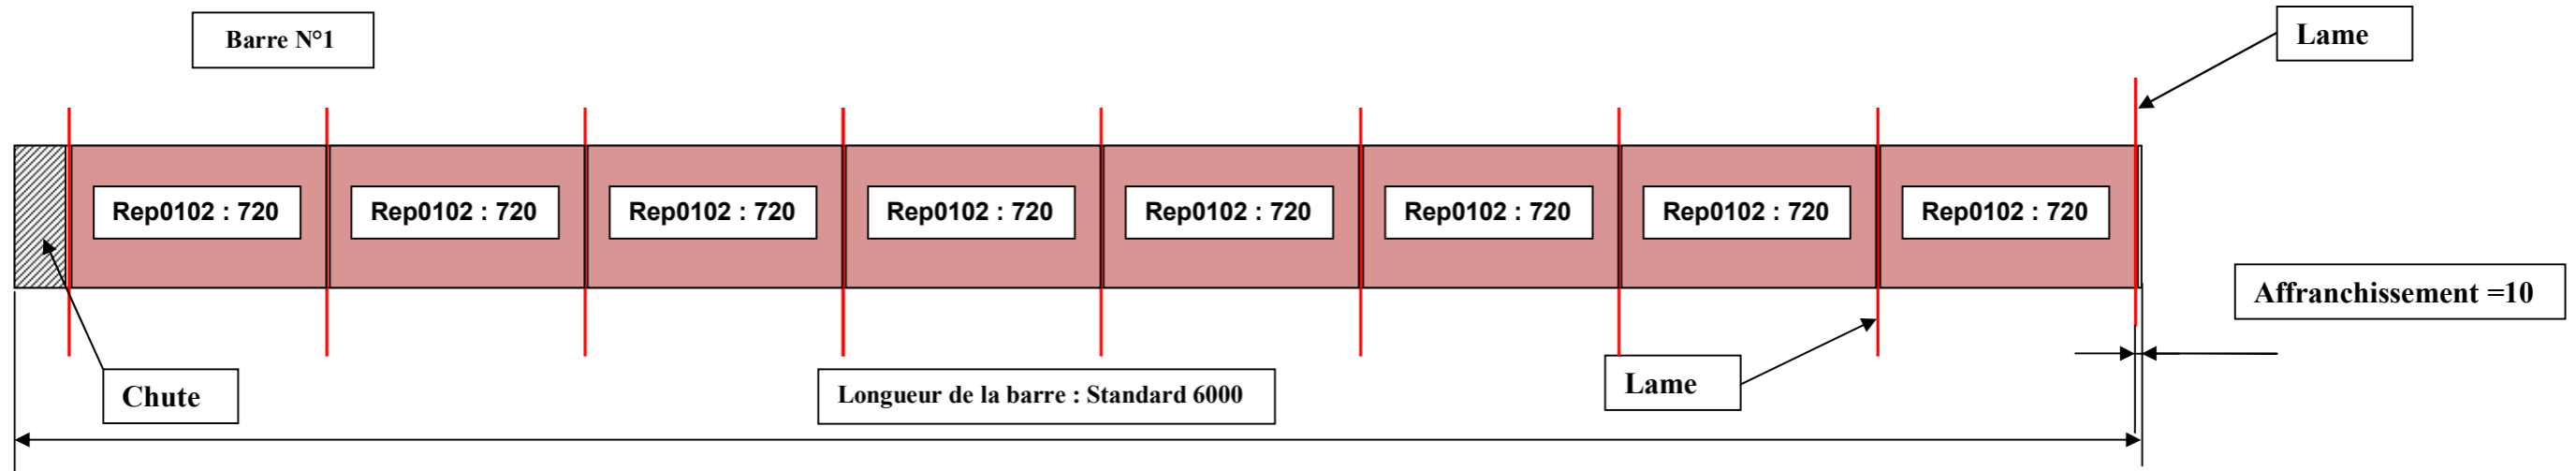 Barre N°1
Lame
Rep0102 : 720
Rep0102 : 720
Rep0102 : 720
Rep0102 : 720
Rep0102 : 720
Rep0102 : 720
Rep0102 : 720
Rep0102 : 720
Affranchissement =10
Chute
Longueur de la barre : Standard 6000
Lame